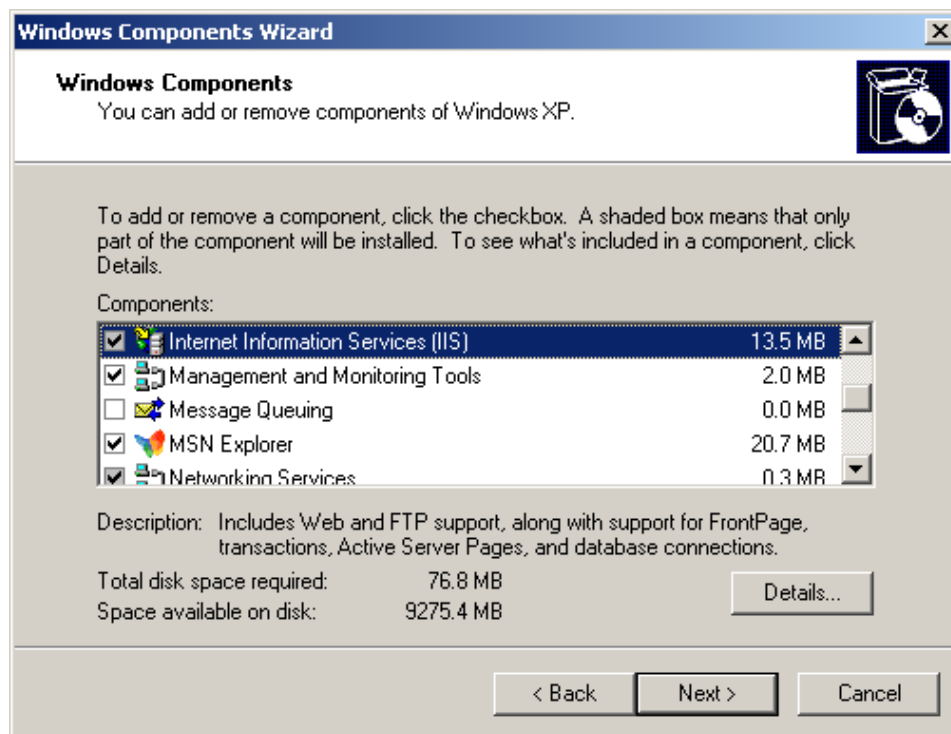 Windows Components Wizard
Windows Components
You can add or remove components of Windows XP.
To add or remove a component, click the checkbox. A shaded box means that only
part of the component will be installed. To see what's included in a component, click
Details.
Components:
Internet Information Services (IIS) 13.5 MB
Management and Monitoring Tools 2.0 MB
Message Queuing 0.0 MB
MSN Explorer 20.7 MB
Networking Services 0.3 MB
Description: Includes Web and FTP support, along with support for FrontPage,
transactions, Active Server Pages, and database connections.
Total disk space required: 76.8 MB
Space available on disk: 9275.4 MB
Details...
< Back Next > Cancel